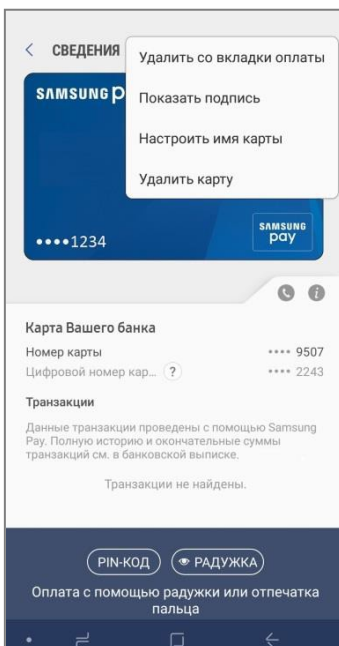 СВЕДЕНИЯ
Удалить со вкладки оплаты
Показать подпись
Настроить имя карты
Удалить карту
SAMSUNG p
••••1234
SAMSUNG
pay
Карта Вашего банка
Номер карты •••• 9507
Цифровой номер кар... ? •••• 2243
Транзакции
Данные транзакции проведены с помощью Samsung
Pay. Полную историю и окончательные суммы
транзакций см. в банковской выписке.
Транзакции не найдены.
PIN-КОД РАДУЖКА
Оплата с помощью радужки или отпечатка
пальца